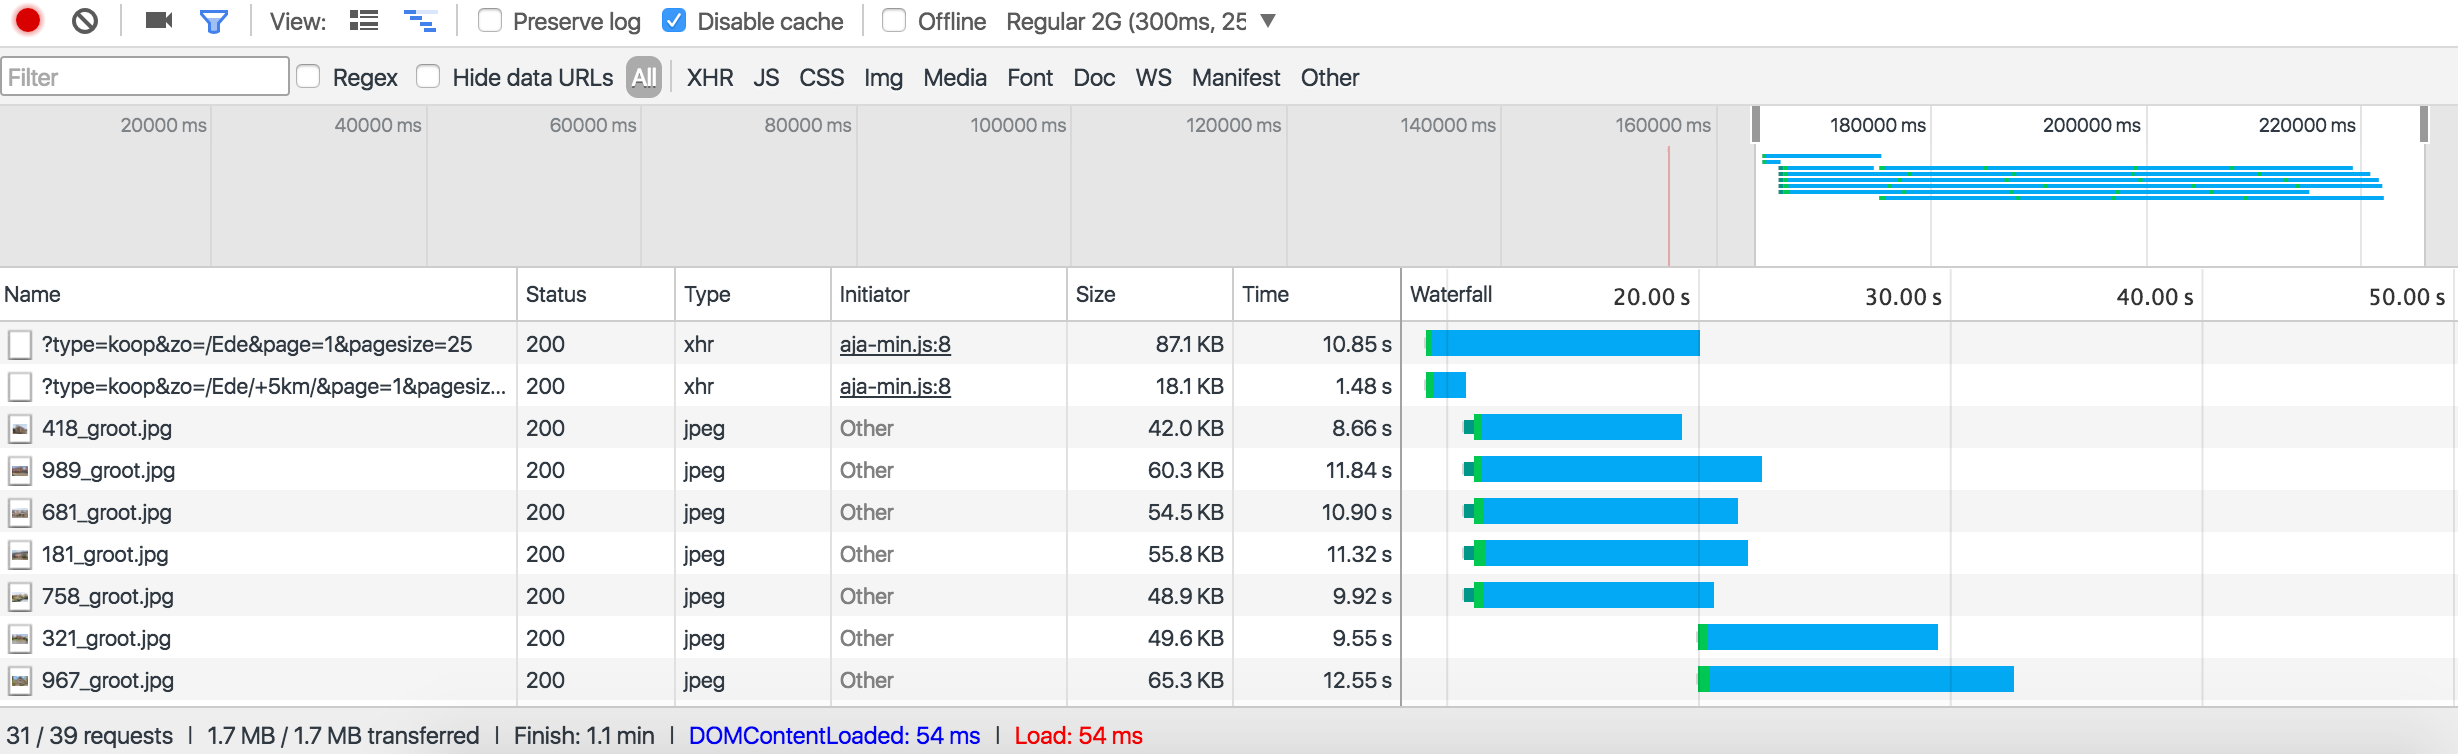 View: Preserve log Disable cache Offline Regular 2G (300ms, 25 ▼
Filter Regex Hide data URLs All XHR JS CSS Img Media Font Doc WS Manifest Other
20000 ms 40000 ms 60000 ms 80000 ms 100000 ms 120000 ms 140000 ms 160000 ms 180000 ms 200000 ms 220000 ms
Name Status Type Initiator Size Time Waterfall 20.00 s 30.00 s 40.00 s 50.00 s
?type=koop&zo=/Ede&page=1&pagesize=25 200 xhr aja-min.js:8 87.1 KB 10.85 s
?type=koop&zo=/Ede/+5km/&page=1&pagesiz... 200 xhr aja-min.js:8 18.1 KB 1.48 s
418_groot.jpg 200 jpeg Other 42.0 KB 8.66 s
989_groot.jpg 200 jpeg Other 60.3 KB 11.84 s
681_groot.jpg 200 jpeg Other 54.5 KB 10.90 s
181_groot.jpg 200 jpeg Other 55.8 KB 11.32 s
758_groot.jpg 200 jpeg Other 48.9 KB 9.92 s
321_groot.jpg 200 jpeg Other 49.6 KB 9.55 s
967_groot.jpg 200 jpeg Other 65.3 KB 12.55 s
31 / 39 requests | 1.7 MB / 1.7 MB transferred | Finish: 1.1 min | DOMContentLoaded: 54 ms | Load: 54 ms